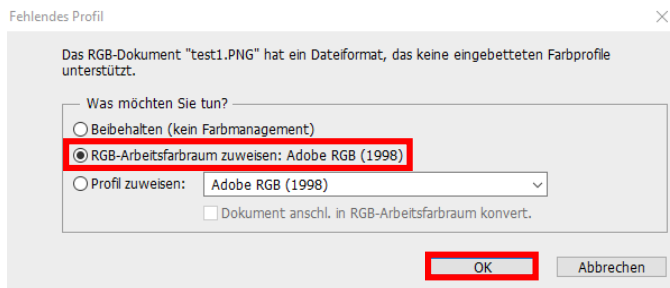 Fehlendes Profil
Das RGB-Dokument "test1.PNG" hat ein Dateiformat, das keine eingebetteten Farbprofile
unterstützt.
Was möchten Sie tun?
Beibehalten (kein Farbmanagement)
RGB-Arbeitsfarbraum zuweisen: Adobe RGB (1998)
Profil zuweisen: Adobe RGB (1998)
Dokument anschl. in RGB-Arbeitsfarbraum konvert.
OK Abbrechen